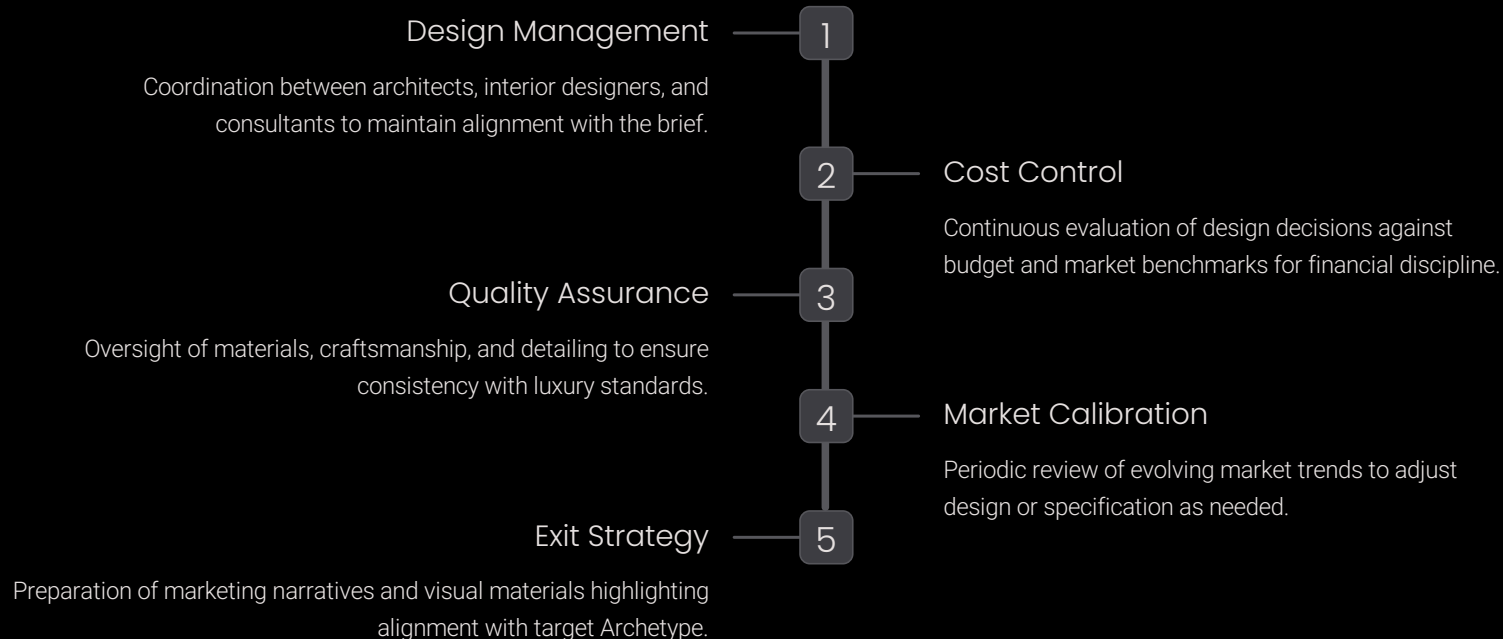 Design Management
1
Coordination between architects, interior designers, and
consultants to maintain alignment with the brief.
2
Cost Control
Continuous evaluation of design decisions against
budget and market benchmarks for financial discipline.
Quality Assurance
3
Oversight of materials, craftsmanship, and detailing to ensure
consistency with luxury standards.
4
Market Calibration
Periodic review of evolving market trends to adjust
design or specification as needed.
Exit Strategy
5
Preparation of marketing narratives and visual materials highlighting
alignment with target Archetype.